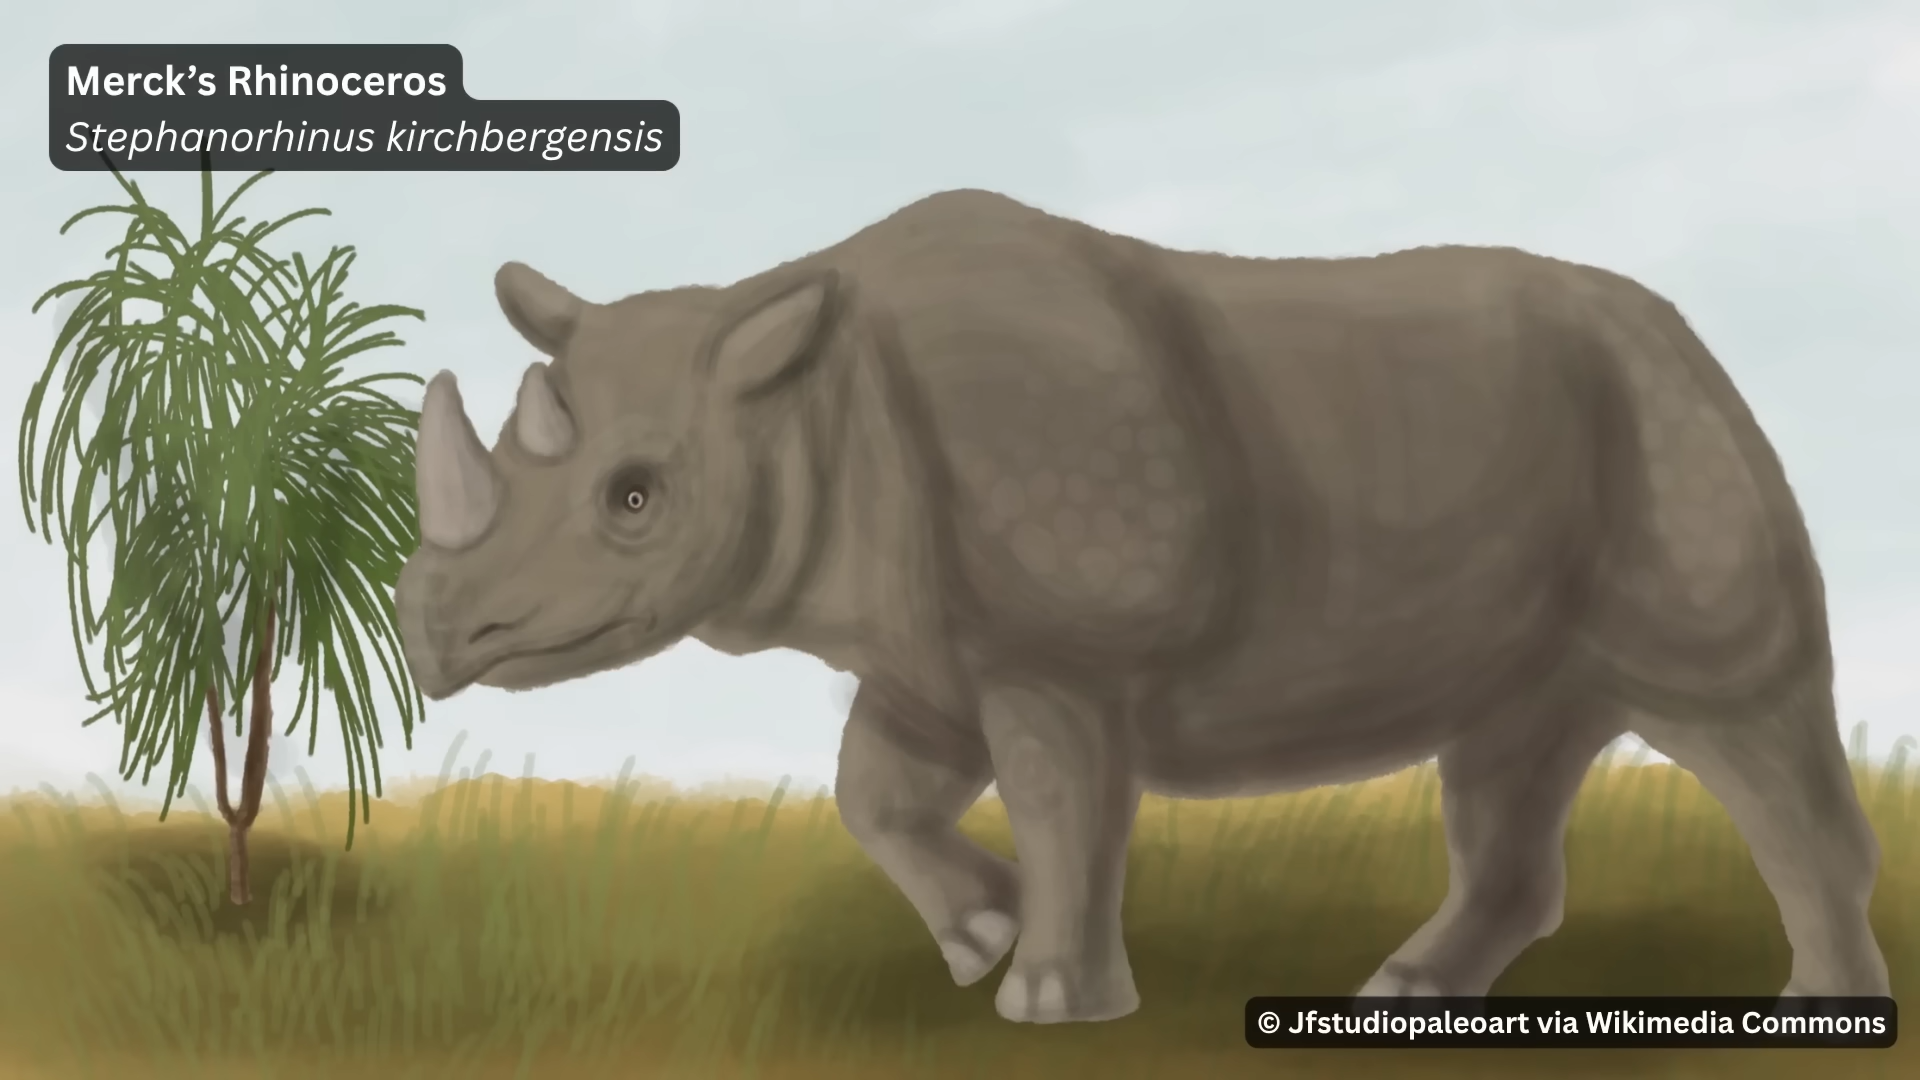 Merck’s Rhinoceros
Stephanorhinus kirchbergensis
© Jfstudiopaleoart via Wikimedia Commons